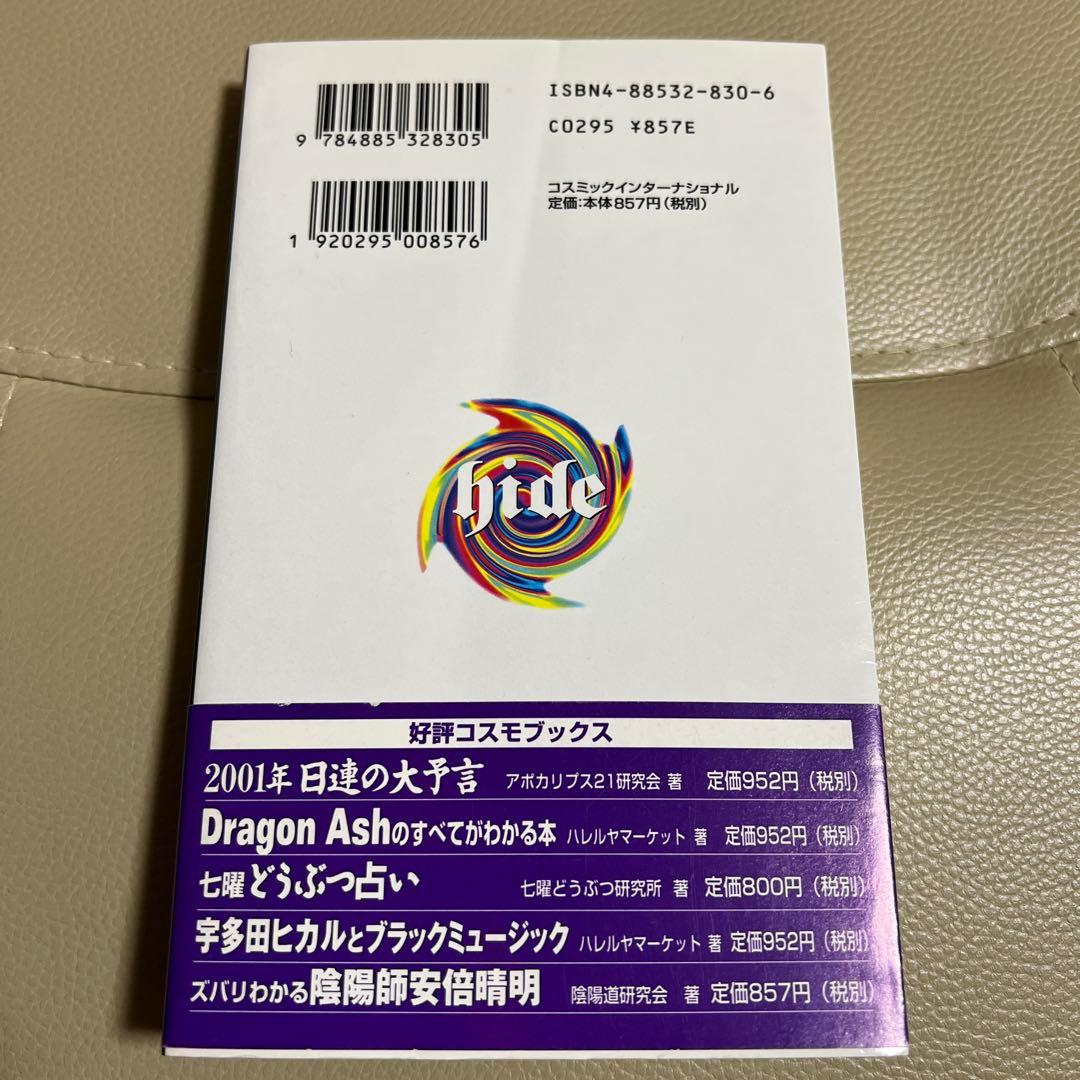 ISBN4-88532-830-6
9 784885 328305
C0295 ¥857E
コスミックインターナショナル
定価:本体857円(税別)
1 920295 008576
hide
好評コスモブックス
2001年 日連の大予言 アポカリプス21研究会 著 定価952円(税別)
Dragon Ashのすべてがわかる本 ハレルヤマーケット 著 定価952円(税別)
七曜どうぶつ占い 七曜どうぶつ研究所 著 定価800円(税別)
宇多田ヒカルとブラックミュージック ハレルヤマーケット 著 定価952円(税別)
ズバリわかる陰陽師安倍晴明 陰陽道研究会 著 定価857円(税別)